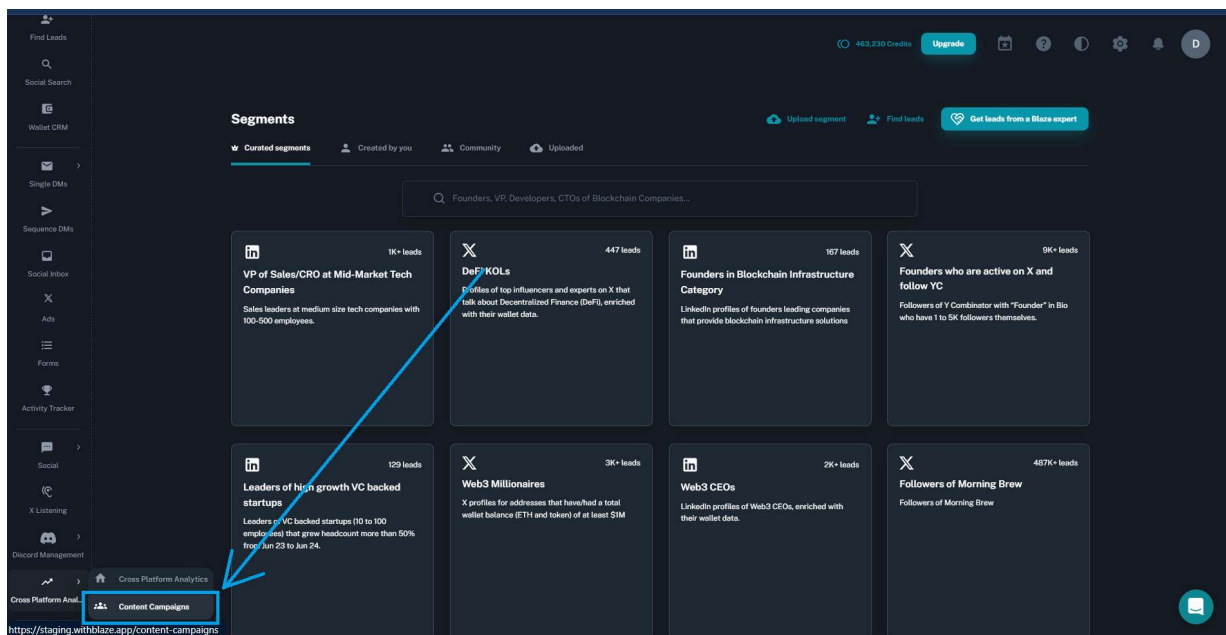 Find Leads
Social Search
Wallet CRM
Single DMs
Sequence DMs
Social Inbox
Ads
Forms
Activity Tracker
Social
X Listening
Discord Management
Cross Platform Anal...
Cross Platform Analytics
Content Campaigns
https://staging.withblaze.app/content-campaigns
463,230 Credits
Upgrade
D
Segments
Upload segment
Find leads
Get leads from a Blaze expert
Curated segments
Created by you
Community
Uploaded
Founders, VP, Developers, CTOs of Blockchain Companies...
1K+ leads
VP of Sales/CRO at Mid-Market Tech
Companies
Sales leaders at medium size tech companies with
100-500 employees.
447 leads
DeFi KOLs
Profiles of top influencers and experts on X that
talk about Decentralized Finance (DeFi), enriched
with their wallet data.
167 leads
Founders in Blockchain Infrastructure
Category
LinkedIn profiles of founders leading companies
that provide blockchain infrastructure solutions
9K+ leads
Founders who are active on X and
follow YC
Followers of Y Combinator with "Founder" in Bio
who have 1 to 5K followers themselves.
129 leads
Leaders of high growth VC backed
startups
Leaders of VC backed startups (10 to 100
employees) that grew headcount more than 50%
from Jun 23 to Jun 24.
3K+ leads
Web3 Millionaires
X profiles for addresses that have/had a total
wallet balance (ETH and token) of at least $1M
2K+ leads
Web3 CEOs
LinkedIn profiles of Web3 CEOs, enriched with
their wallet data.
487K+ leads
Followers of Morning Brew
Followers of Morning Brew